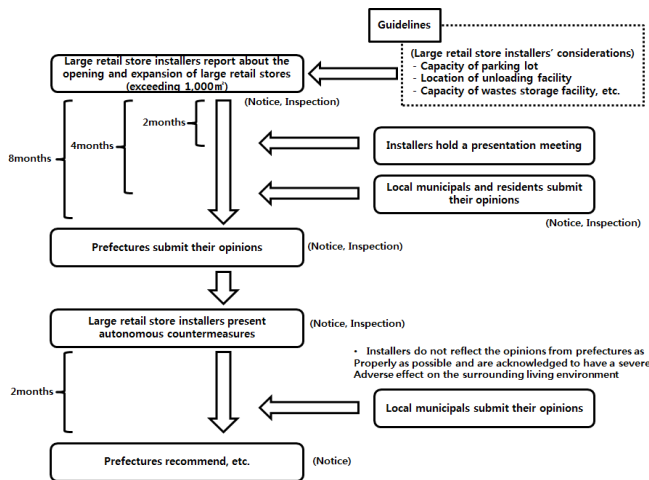 Guidelines
(Large retail store installers' considerations)
- Capacity of parking lot
- Location of unloading facility
- Capacity of wastes storage facility, etc.
Large retail store installers report about the
opening and expansion of large retail stores
(exceeding 1,000㎡)
(Notice, Inspection)
2months
4months
8months
Installers hold a presentation meeting
Local municipals and residents submit
their opinions
(Notice, Inspection)
Prefectures submit their opinions
(Notice, Inspection)
Large retail store installers present
autonomous countermeasures
(Notice, Inspection)
• Installers do not reflect the opinions from prefectures as
Properly as possible and are acknowledged to have a severe
Adverse effect on the surrounding living environment
2months
Local municipals submit their opinions
Prefectures recommend, etc.
(Notice)